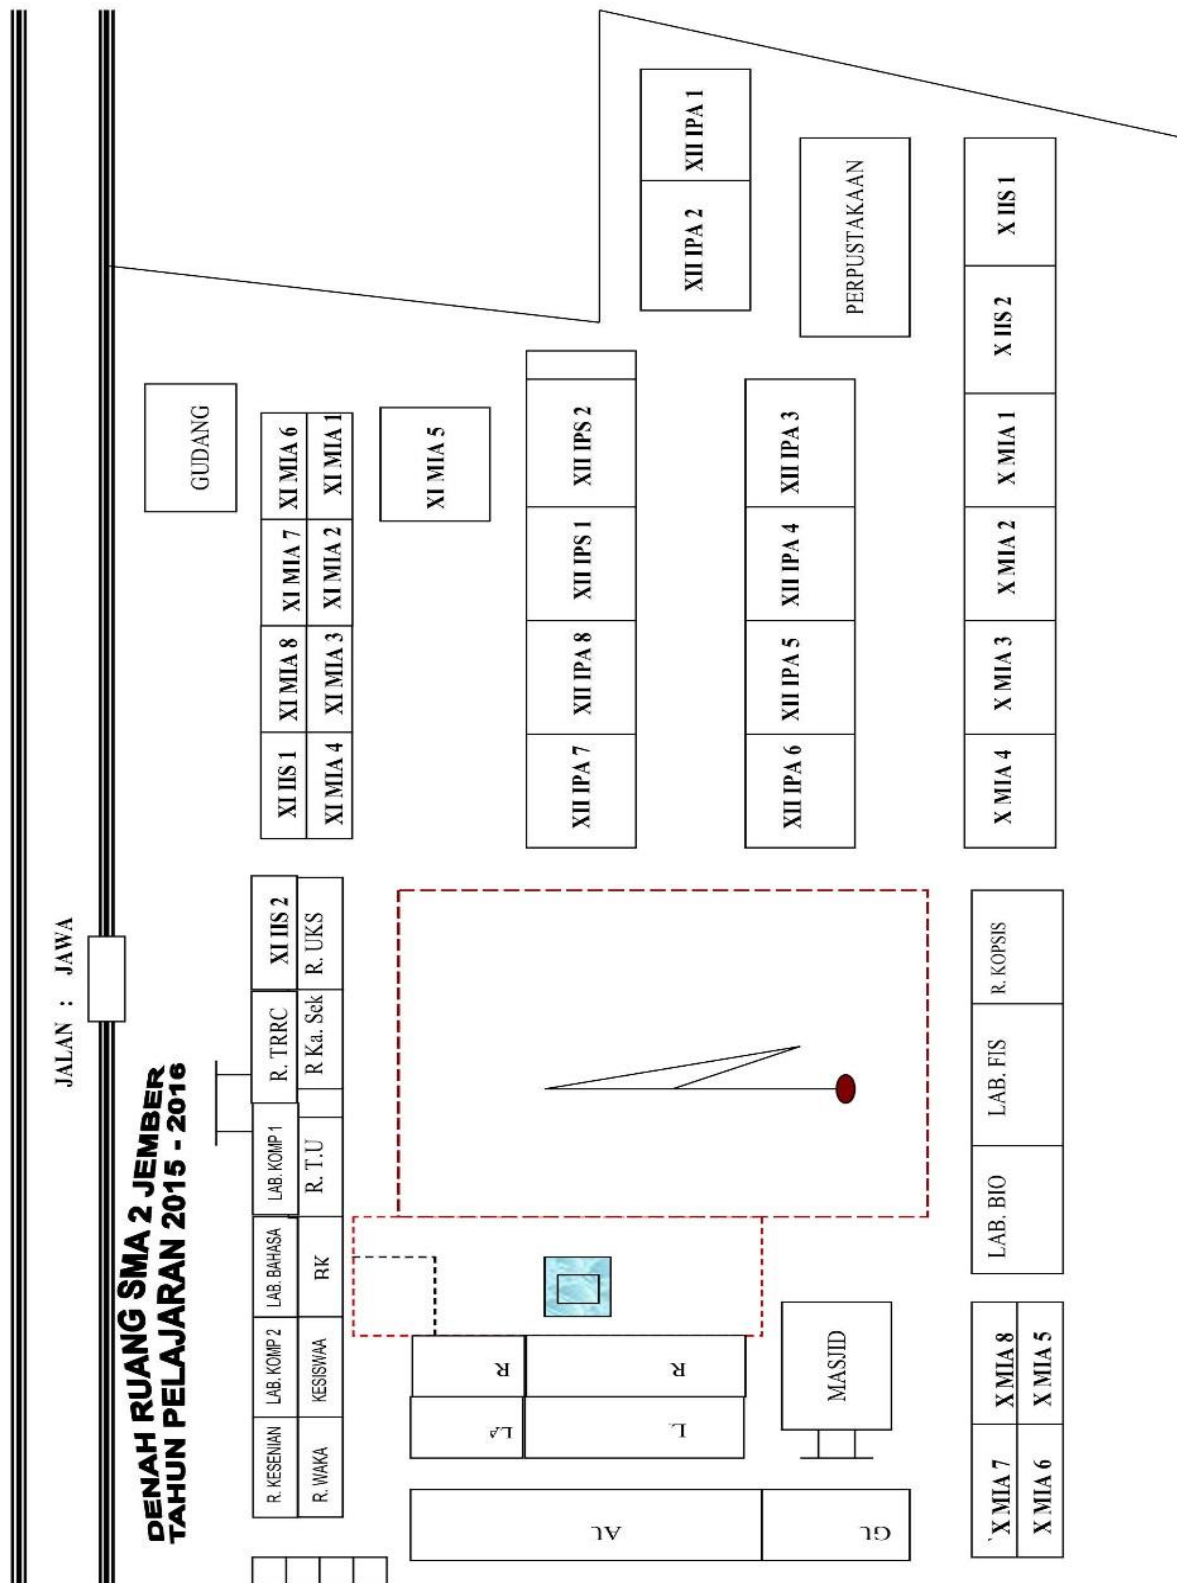 DENAH RUANG SMA 2 JEMBER
TAHUN PELAJARAN 2015 - 2016
JALAN : JAWA
GUDANG
XI MIA 6
XI MIA 1
XI MIA 7
XI MIA 2
XI MIA 8
XI MIA 3
XI IIS 1
XI MIA 4
XI MIA 5
XII IPA 1
XII IPA 2
PERPUSTAKAAN
XII IPS 2
XII IPS 1
XII IPA 8
XII IPA 7
XII IPA 3
XII IPA 4
XII IPA 5
XII IPA 6
X IIS 1
X IIS 2
X MIA 1
X MIA 2
X MIA 3
X MIA 4
XI IIS 2
R. UKS
R. TRRC
R Ka. Sek
LAB. KOMP 1
R. T.U
LAB. BAHASA
BK
LAB. KOMP 2
KESISWAA
R. KESENIAN
R. WAKA
R
R
LA
L
AU
GU
MASJID
R. KOPSIS
LAB. FIS
LAB. BIO
X MIA 8
X MIA 5
X MIA 7
X MIA 6